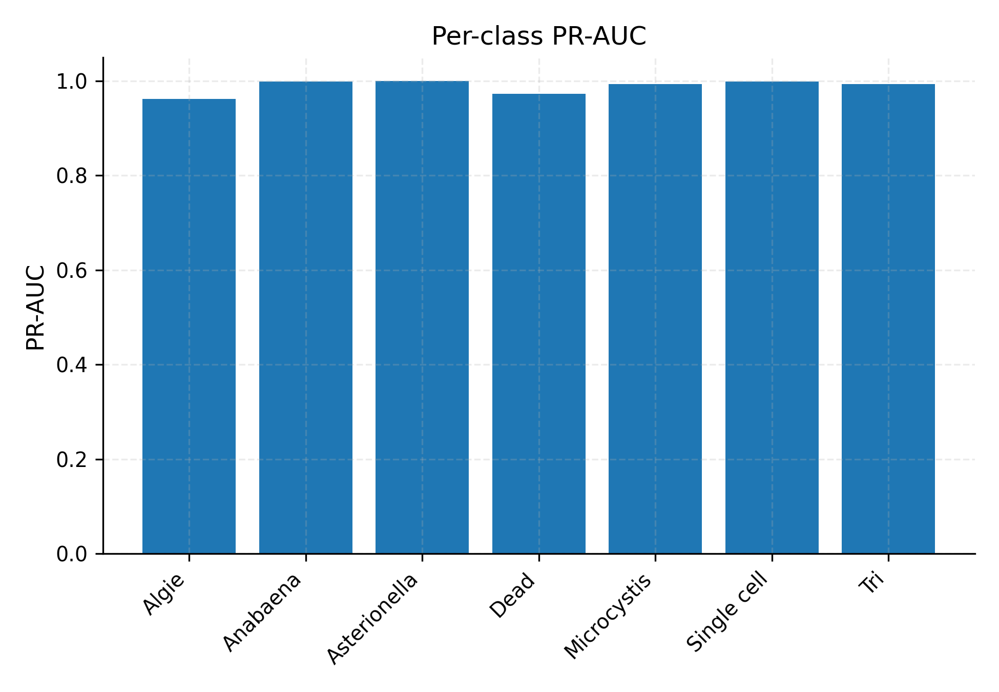 Per-class PR-AUC
PR-AUC
1.0
0.8
0.6
0.4
0.2
0.0
Algie
Anabaena
Asterionella
Dead
Microcystis
Single cell
Tri